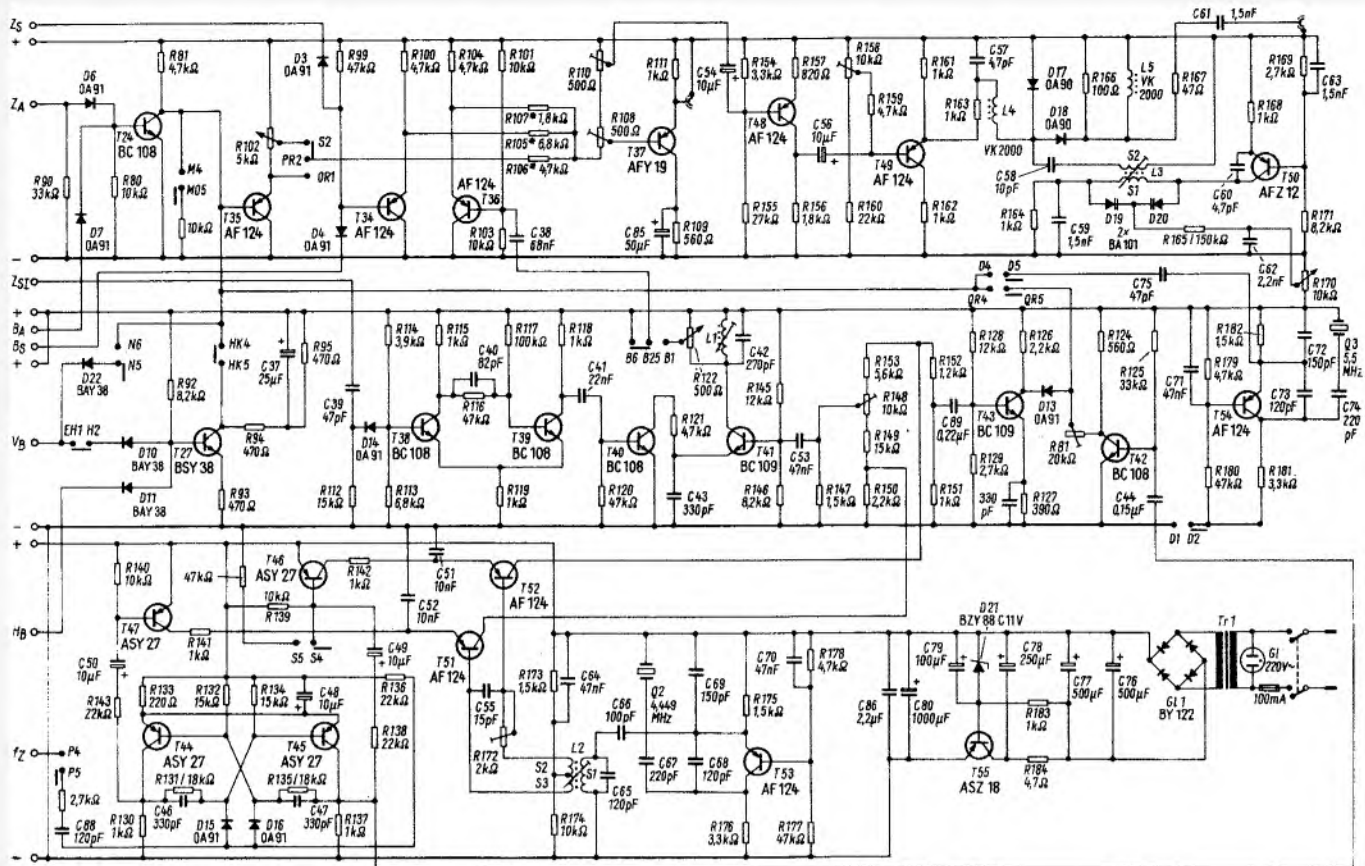 ZS
+
ZA
D6
0A91
R90
33kΩ
D7
0A91
R81
4,7kΩ
T24
BC 108
R80
10kΩ
M4
M05
10kΩ
R102
5kΩ
S2
PR2
QR1
T35
AF 124
D3
0A91
R99
47kΩ
D4
0A91
R100
4,7kΩ
T34
AF 124
R104
4,7kΩ
R101
10kΩ
R107 1,8kΩ
R105 6,8kΩ
R106 4,7kΩ
AF 124
T36
R103
10kΩ
C38
68nF
R110
500Ω
R108
500Ω
T37
AFY 19
R111
1kΩ
C85
50µF
R109
560Ω
C54
10µF
R154
3,3kΩ
R157
820Ω
T48
AF 124
R155
27kΩ
R156
1,8kΩ
C56
10µF
R158
10kΩ
R159
4,7kΩ
R160
22kΩ
T49
AF 124
R161
1kΩ
R162
1kΩ
C57
47pF
R163
1kΩ
L4
VK2000
D17
0A90
D18
0A90
R166
100Ω
L5
VK
2000
R167
47Ω
C61
1,5nF
R169
2,7kΩ
C63
1,5nF
R168
1kΩ
C58
10pF
S2
L3
S1
C60
4,7pF
T50
AFZ 12
R164
1kΩ
C59
1,5nF
D19
D20
2×
BA101
R165/150kΩ
C62
2,2nF
R171
8,2kΩ
R170
10kΩ
−
ZSI
+
BA
BS
+
N6
N5
D22
BAY 38
R92
8,2kΩ
HK4
HK5
C37
25µF
R95
470Ω
VB
EH1 H2
D10
BAY 38
D11
BAY 38
T27
BSY 38
R94
470Ω
R93
470Ω
C39
47pF
D14
0A91
R112
15kΩ
R114
3,9kΩ
R113
6,8kΩ
R115
1kΩ
C40
82pF
R116
47kΩ
T38
BC 108
R117
100kΩ
R118
1kΩ
T39
BC 108
R119
1kΩ
C41
22nF
R120
47kΩ
T40
BC 108
B6 B25 B1
R122
500Ω
L1
C42
270pF
R121
4,7kΩ
C43
330pF
T41
BC 109
R145
12kΩ
R146
8,2kΩ
C53
47nF
R147
1,5kΩ
R153
5,6kΩ
R148
10kΩ
R149
15kΩ
R150
2,2kΩ
R152
1,2kΩ
C89
0,22µF
R151
1kΩ
R128
12kΩ
T43
BC 109
R129
2,7kΩ
330
pF
R127
390Ω
R126
2,2kΩ
D13
0A91
D4 D5
QR4 QR5
R81
20kΩ
R124
560Ω
T42
BC 108
R125
33kΩ
C44
0,15µF
C75
47pF
C71
47nF
R179
4,7kΩ
R182
1,5kΩ
T54
AF 124
R180
47kΩ
R181
3,3kΩ
C72
150pF
C73
120pF
Q3
5,5
MHz
C74
220
pF
D1 D2
−
+
HB
R140
10kΩ
T47
ASY 27
R141
1kΩ
47kΩ
10kΩ
R139
T46
ASY 27
S5 S4
R142
1kΩ
C51
10nF
C52
10nF
T52
AF 124
T51
AF 124
C50
10µF
R143
22kΩ
R133
220Ω
R132
15kΩ
R134
15kΩ
C48
10µF
C49
10µF
R136
22kΩ
R138
22kΩ
T44
ASY 27
T45
ASY 27
R131/18kΩ
R135/18kΩ
C46
330pF
C47
330pF
R130
1kΩ
D15
0A91
D16
0A91
R137
1kΩ
fZ
P4
P5
2,7kΩ
C88
120pF
C55
15pF
R172
2kΩ
R173
1,5kΩ
C64
47nF
S2
S3
L2
S1
C65
120pF
R174
10kΩ
C66
100pF
Q2
4,449
MHz
C67
220pF
C69
150pF
C68
120pF
C70
47nF
R178
4,7kΩ
R175
1,5kΩ
T53
AF 124
R176
3,3kΩ
R177
47kΩ
C86
2,2µF
C80
1000µF
C79
100µF
D21
BZY 88 C11V
C78
250µF
C77
500µF
C76
500µF
R183
1kΩ
R184
4,7Ω
T55
ASZ 18
GL1
BY 122
Tr1
Gl
220V~
100mA
−